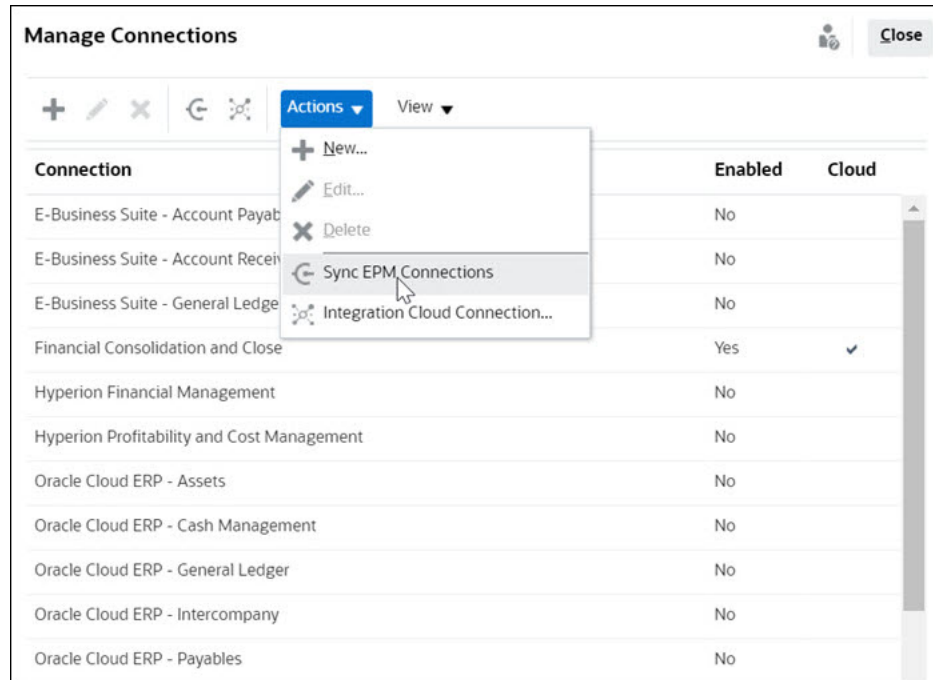 Manage Connections
Close
Actions View
New...
Connection Enabled Cloud
Edit...
E-Business Suite - Account Payab No
Delete
E-Business Suite - Account Receiv No
Sync EPM Connections
E-Business Suite - General Ledge No
Integration Cloud Connection...
Financial Consolidation and Close Yes
Hyperion Financial Management No
Hyperion Profitability and Cost Management No
Oracle Cloud ERP - Assets No
Oracle Cloud ERP - Cash Management No
Oracle Cloud ERP - General Ledger No
Oracle Cloud ERP - Intercompany No
Oracle Cloud ERP - Payables No